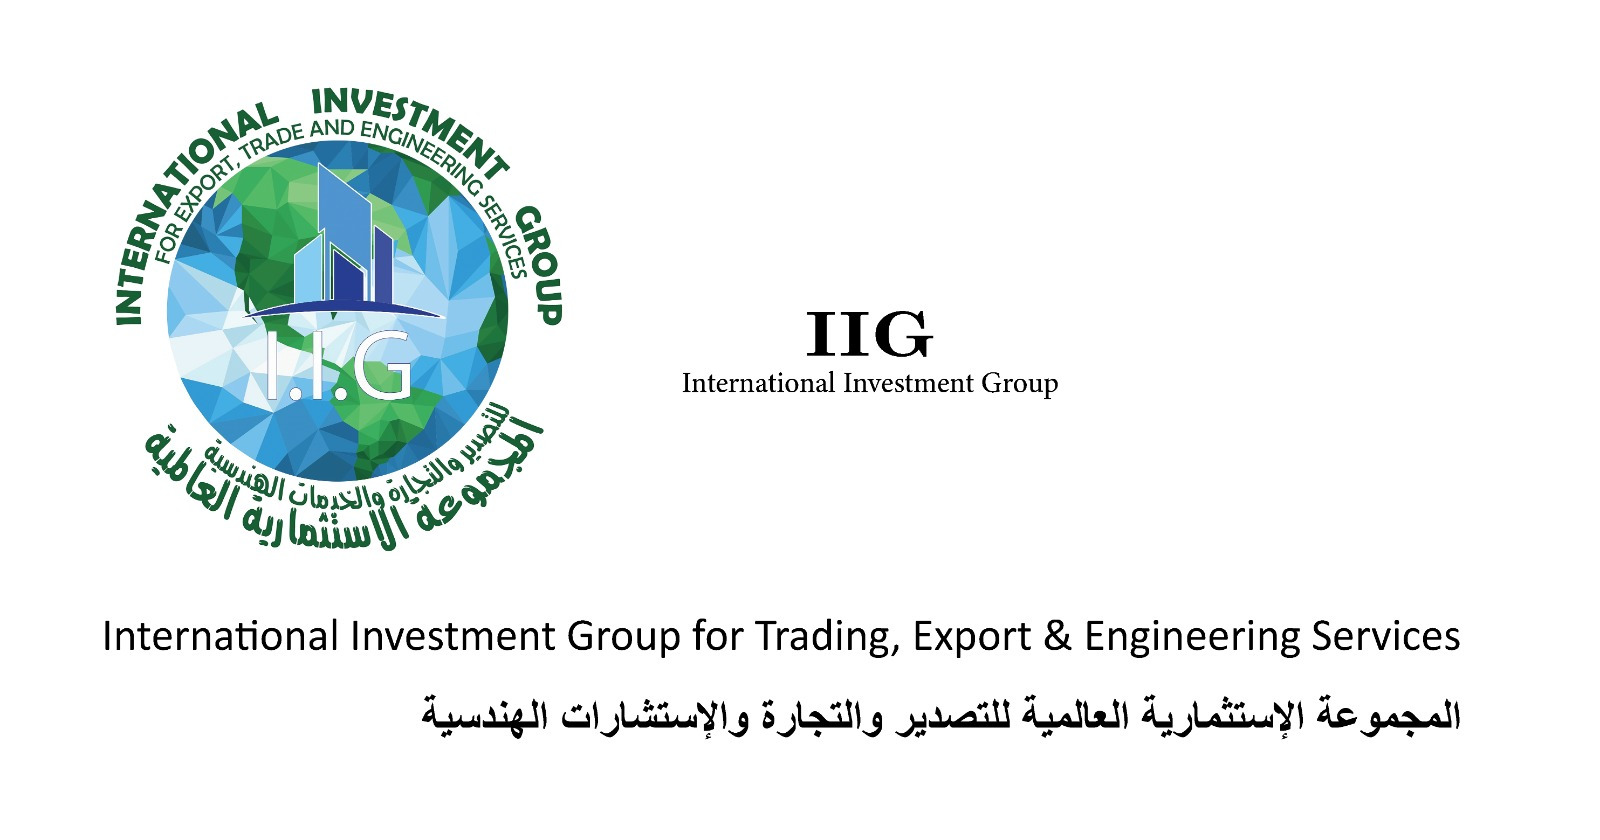 INTERNATIONAL INVESTMENT GROUP
FOR EXPORT, TRADE AND ENGINEERING SERVICES
I.I.G
للتصدير والتجارة والخدمات الهندسية
المجموعة الاستثمارية العالمية
IIG
International Investment Group
International Investment Group for Trading, Export & Engineering Services
المجموعة الإستثمارية العالمية للتصدير والتجارة والإستشارات الهندسية